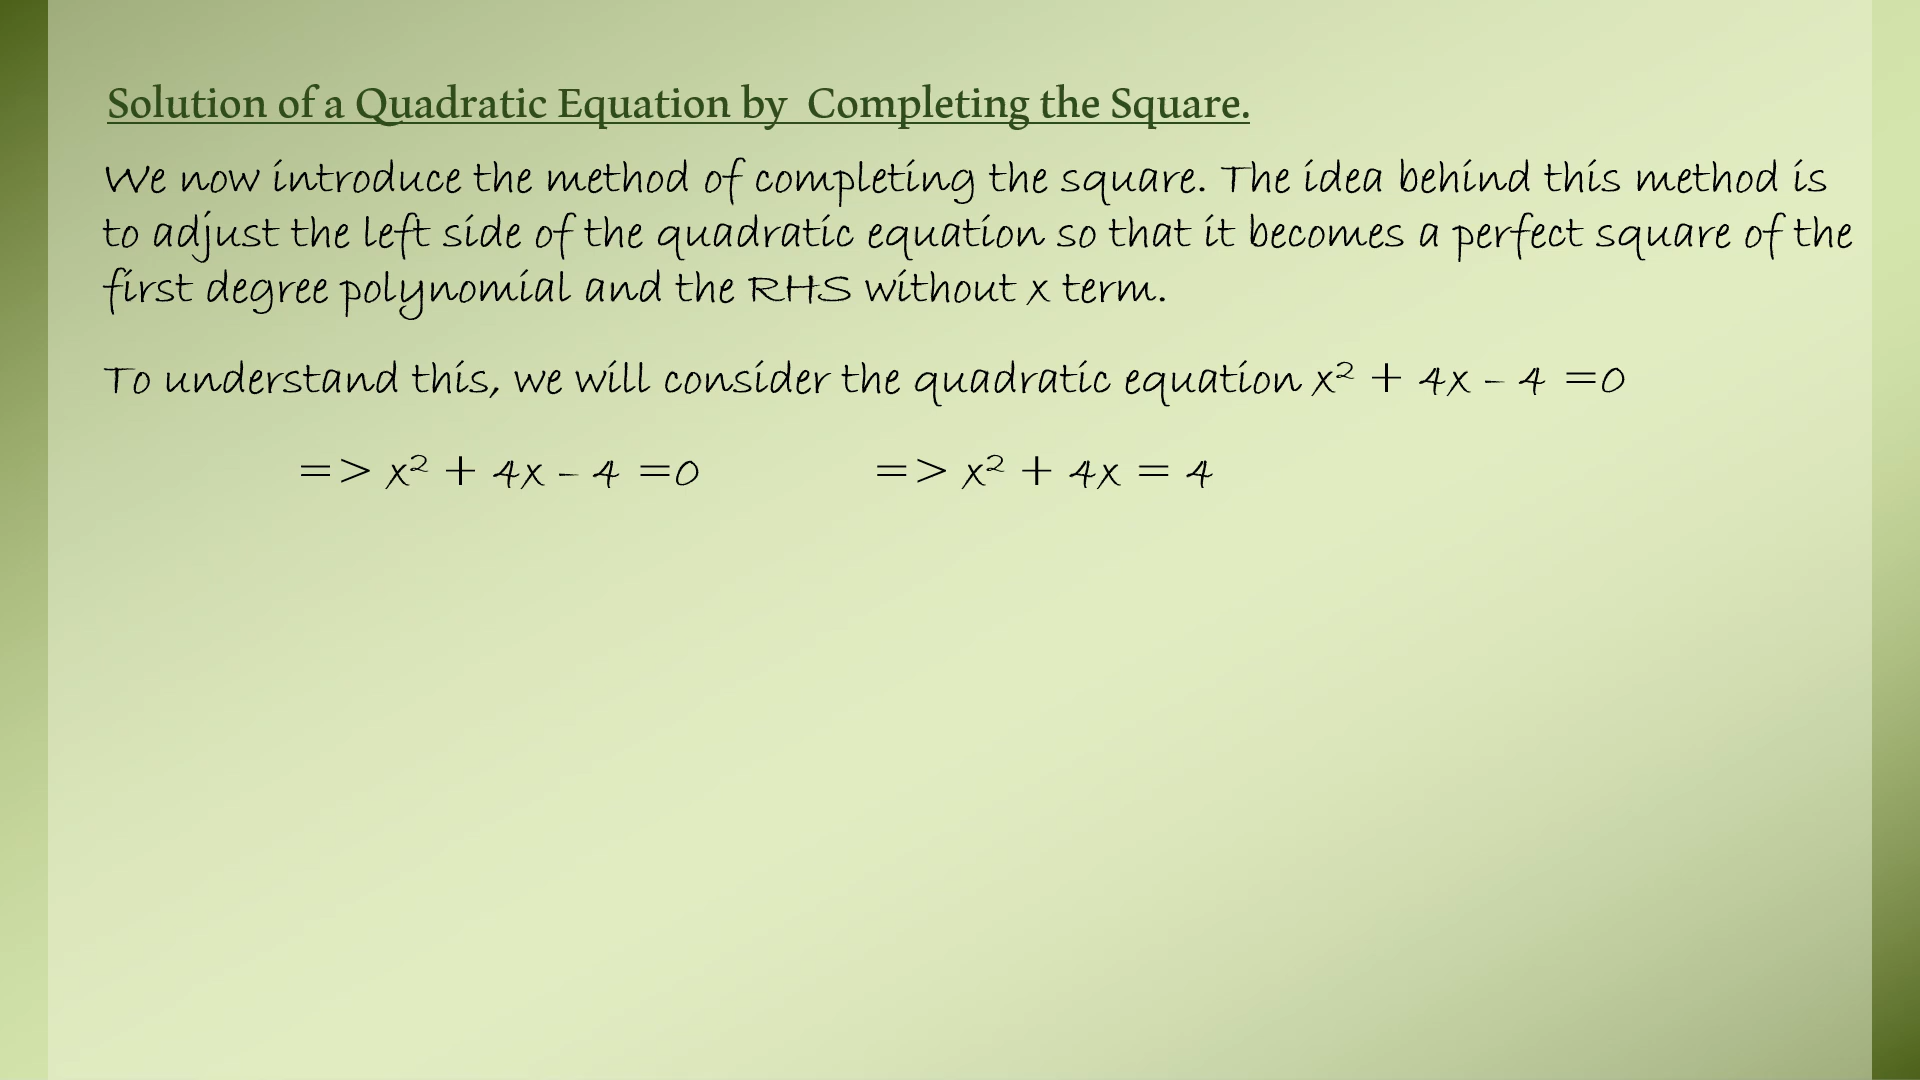 Solution of a Quadratic Equation by  Completing the Square.
We now introduce the method of completing the square. The idea behind this method is
to adjust the left side of the quadratic equation so that it becomes a perfect square of the
first degree polynomial and the RHS without x term.
To understand this, we will consider the quadratic equation x² + 4x – 4 =0
=> x² + 4x – 4 =0 => x² + 4x = 4